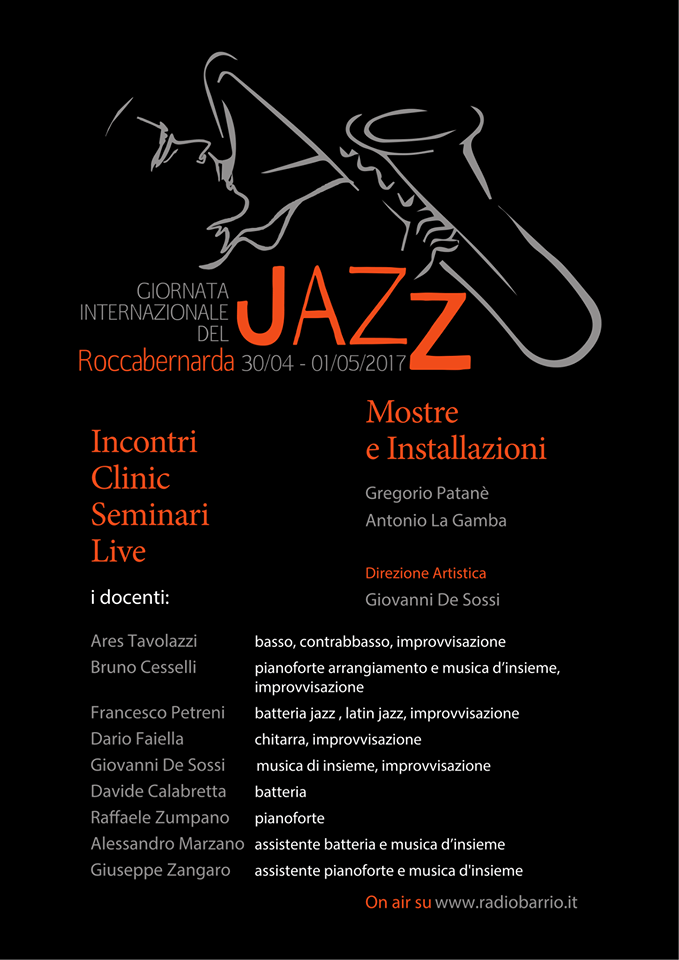 GIORNATA
INTERNAZIONALE
DEL
JAZZ
Roccabernarda 30/04 - 01/05/2017
Incontri
Clinic
Seminari
Live
Mostre
e Installazioni
Gregorio Patanè
Antonio La Gamba
Direzione Artistica
Giovanni De Sossi
i docenti:
Ares Tavolazzi basso, contrabbasso, improvvisazione
Bruno Cesselli pianoforte arrangiamento e musica d’insieme,
improvvisazione
Francesco Petreni batteria jazz , latin jazz, improvvisazione
Dario Faiella chitarra, improvvisazione
Giovanni De Sossi musica di insieme, improvvisazione
Davide Calabretta batteria
Raffaele Zumpano pianoforte
Alessandro Marzano assistente batteria e musica d’insieme
Giuseppe Zangaro assistente pianoforte e musica d'insieme
On air su www.radiobarrio.it